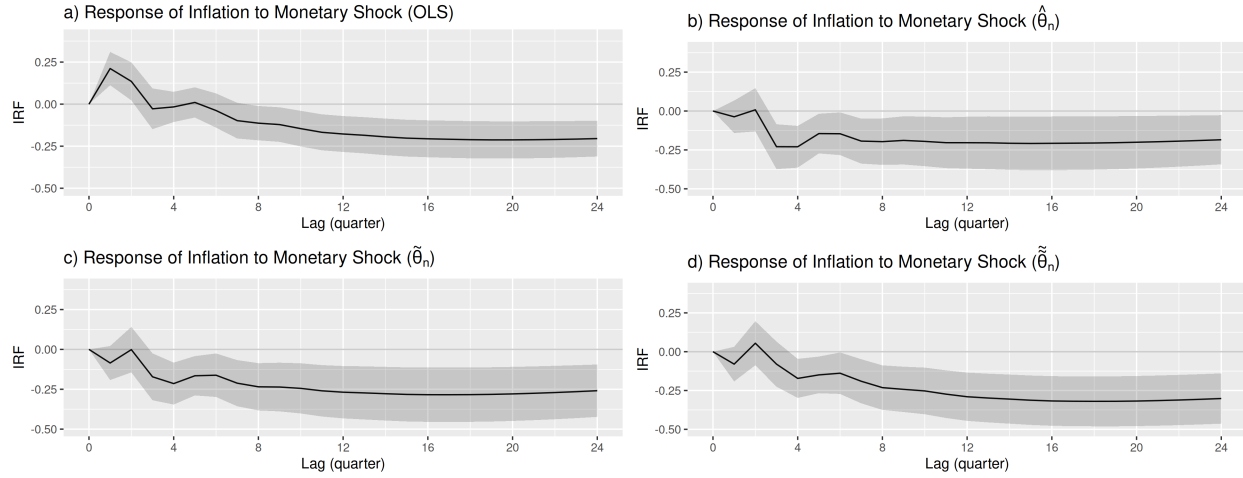 a) Response of Inflation to Monetary Shock (OLS)
IRF
0.25
0.00
-0.25
-0.50
0 4 8 12 16 20 24
Lag (quarter)
b) Response of Inflation to Monetary Shock (θ̂ₙ)
IRF
0.25
0.00
-0.25
-0.50
0 4 8 12 16 20 24
Lag (quarter)
c) Response of Inflation to Monetary Shock (θ̃ₙ)
IRF
0.25
0.00
-0.25
-0.50
0 4 8 12 16 20 24
Lag (quarter)
d) Response of Inflation to Monetary Shock (θ̃̃ₙ)
IRF
0.25
0.00
-0.25
-0.50
0 4 8 12 16 20 24
Lag (quarter)